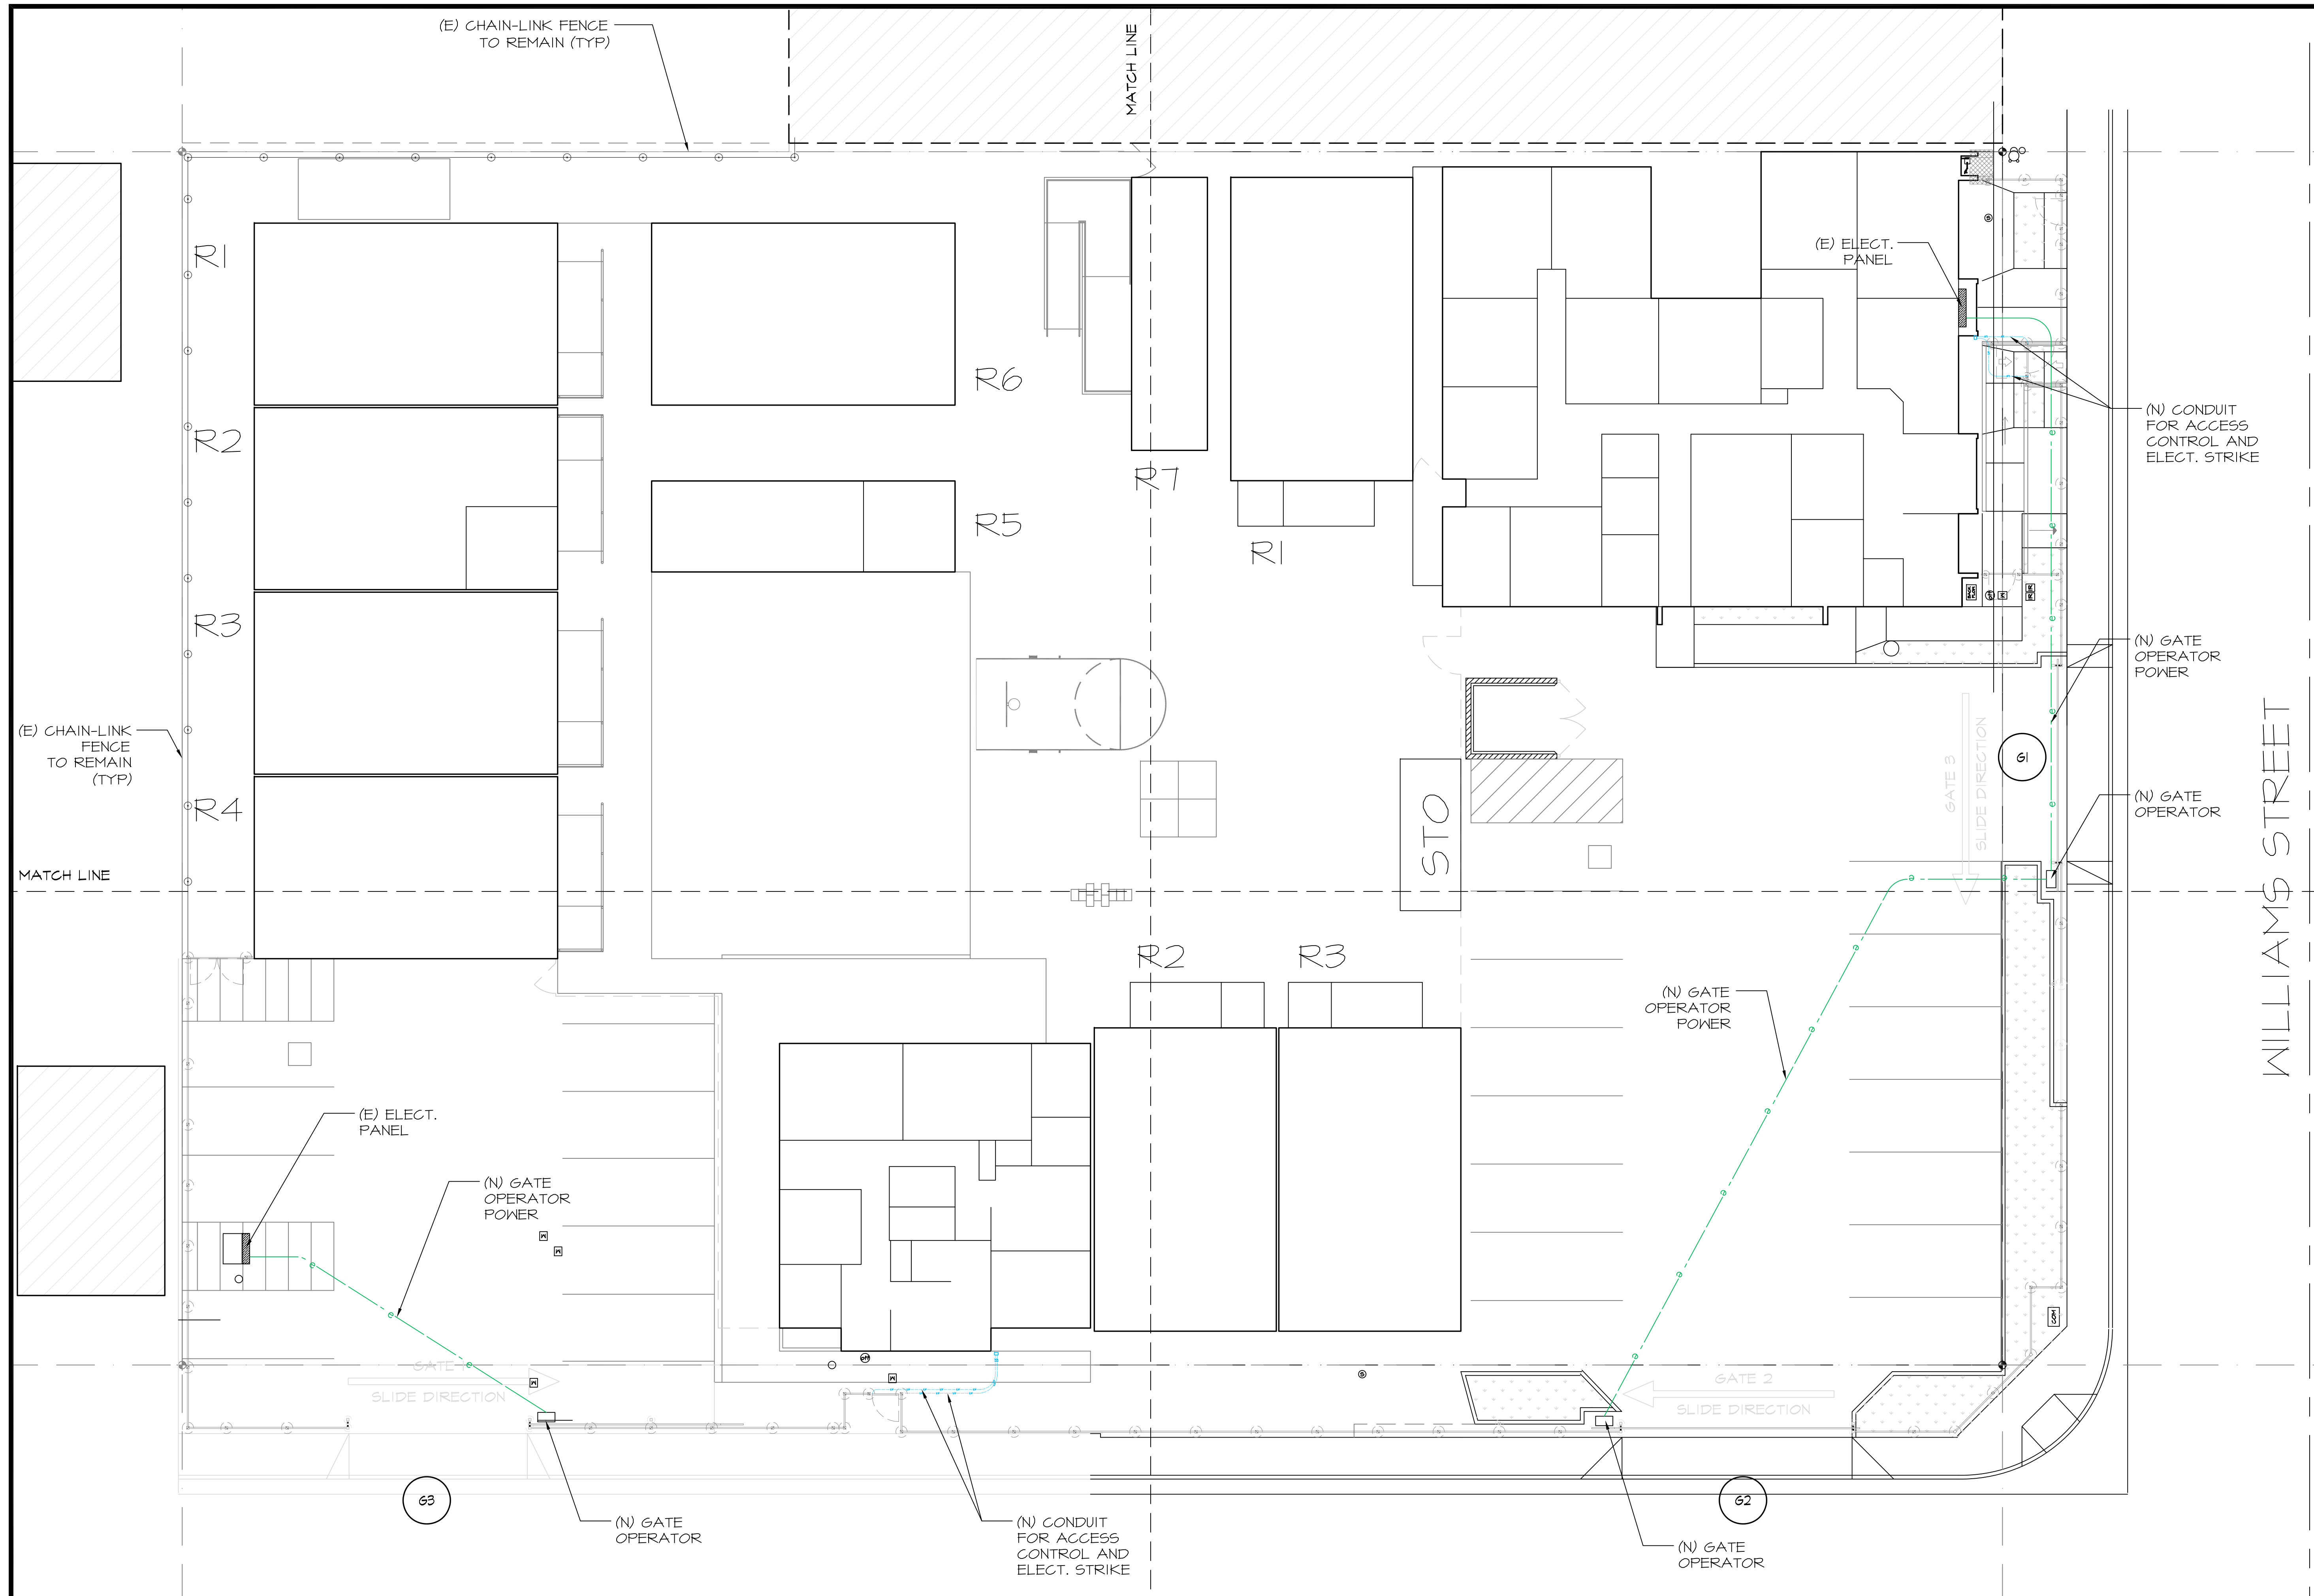 (E) CHAIN-LINK FENCE
TO REMAIN (TYP)
MATCH LINE
R1
R2
R3
R4
R6
R5
R7
R1
(E) ELECT.
PANEL
(N) CONDUIT
FOR ACCESS
CONTROL AND
ELECT. STRIKE
(N) GATE
OPERATOR
POWER
(E) CHAIN-LINK
FENCE
TO REMAIN
(TYP)
GATE 3
SLIDE DIRECTION
G1
WILLIAMS STREET
(N) GATE
OPERATOR
STO
MATCH LINE
R2
R3
(N) GATE
OPERATOR
POWER
(E) ELECT.
PANEL
(N) GATE
OPERATOR
POWER
COM
GATE 1
SLIDE DIRECTION
GATE 2
SLIDE DIRECTION
G3
G2
(N) GATE
OPERATOR
(N) CONDUIT
FOR ACCESS
CONTROL AND
ELECT. STRIKE
(N) GATE
OPERATOR